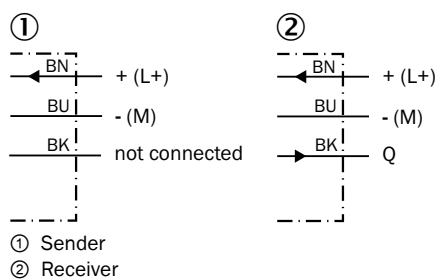 ① ②
BN + (L+) BN + (L+)
BU - (M) BU - (M)
BK not connected BK Q
① Sender
② Receiver